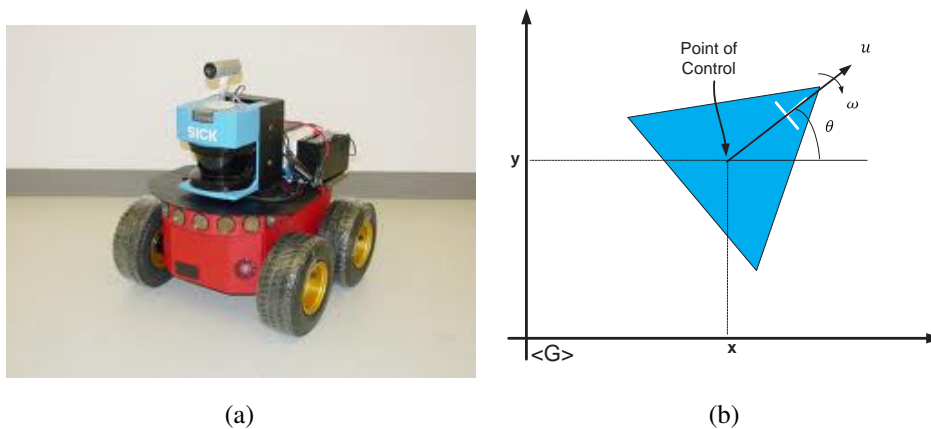 SICK
Point of
Control
u
ω
θ
y
x
<G>
(a)
(b)